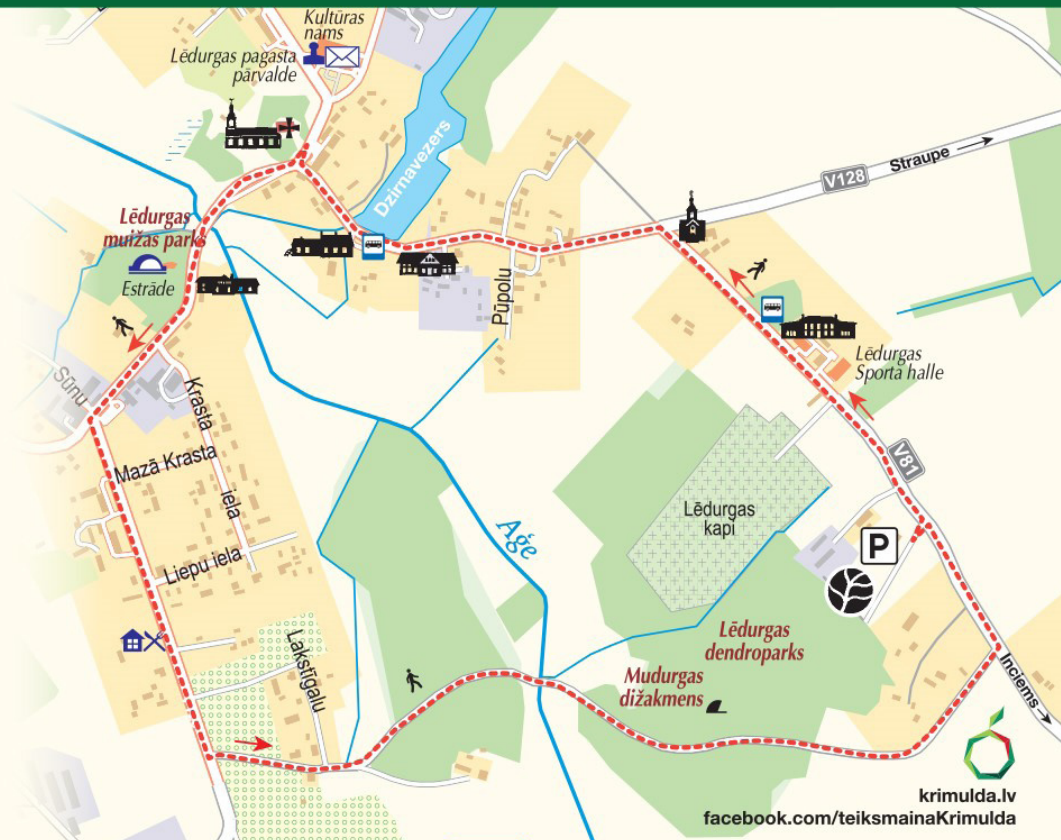 Kultūras
nams
Lēdurgas pagasta
pārvalde
Dzirnavezers
V128
Straupe
Lēdurgas
muižas parks
Estrāde
Pūpolu
Lēdurgas
Sporta halle
Sūnu
Krasta
iela
Mazā Krasta
V81
Lēdurgas
kapi
Aģe
P
Liepu iela
Lakstīgalu
Lēdurgas
dendroparks
Mudurgas
dižakmens
Inciems
krimulda.lv
facebook.com/teiksmainaKrimulda